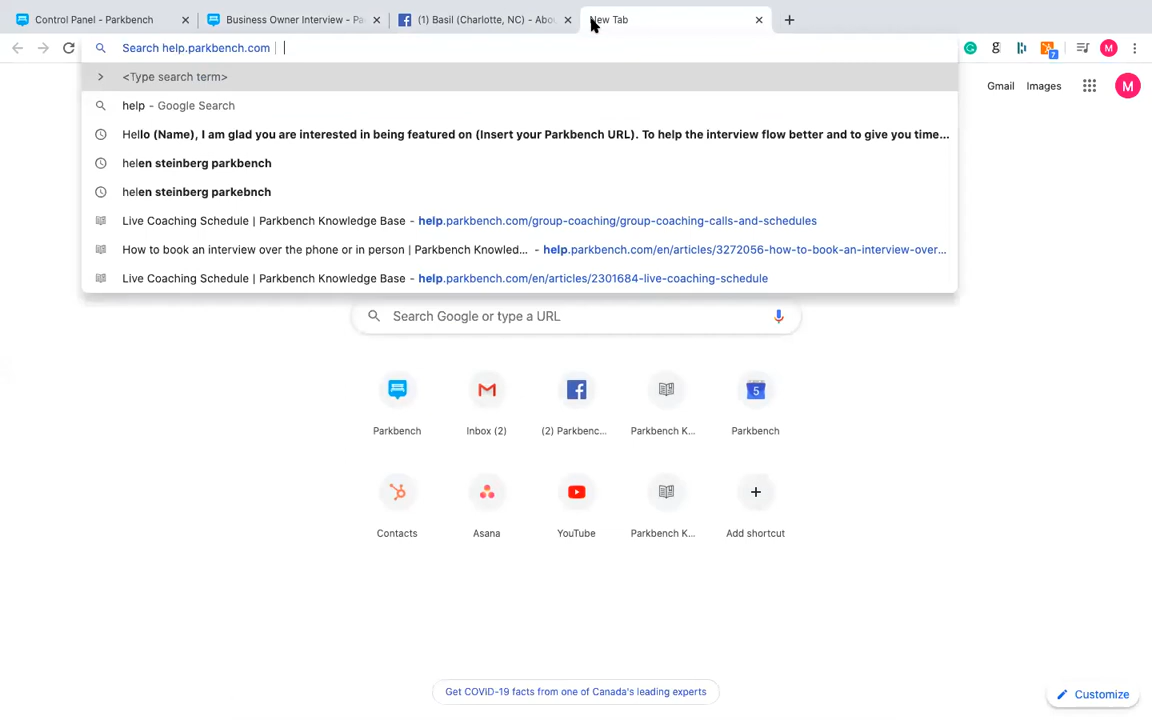 Control Panel - Parkbench
Business Owner Interview - Pa
(1) Basil (Charlotte, NC) - Abou
New Tab
Search help.parkbench.com
<Type search term>
help - Google Search
Hello (Name), I am glad you are interested in being featured on (Insert your Parkbench URL). To help the interview flow better and to give you time...
helen steinberg parkbench
helen steinberg parkebnch
Live Coaching Schedule | Parkbench Knowledge Base - help.parkbench.com/group-coaching/group-coaching-calls-and-schedules
How to book an interview over the phone or in person | Parkbench Knowled... - help.parkbench.com/en/articles/3272056-how-to-book-an-interview-over...
Live Coaching Schedule | Parkbench Knowledge Base - help.parkbench.com/en/articles/2301684-live-coaching-schedule
g
7
M
Gmail
Images
M
Search Google or type a URL
5
Parkbench
Inbox (2)
(2) Parkbenc...
Parkbench K...
Parkbench
Contacts
Asana
YouTube
Parkbench K...
Add shortcut
Get COVID-19 facts from one of Canada's leading experts
Customize